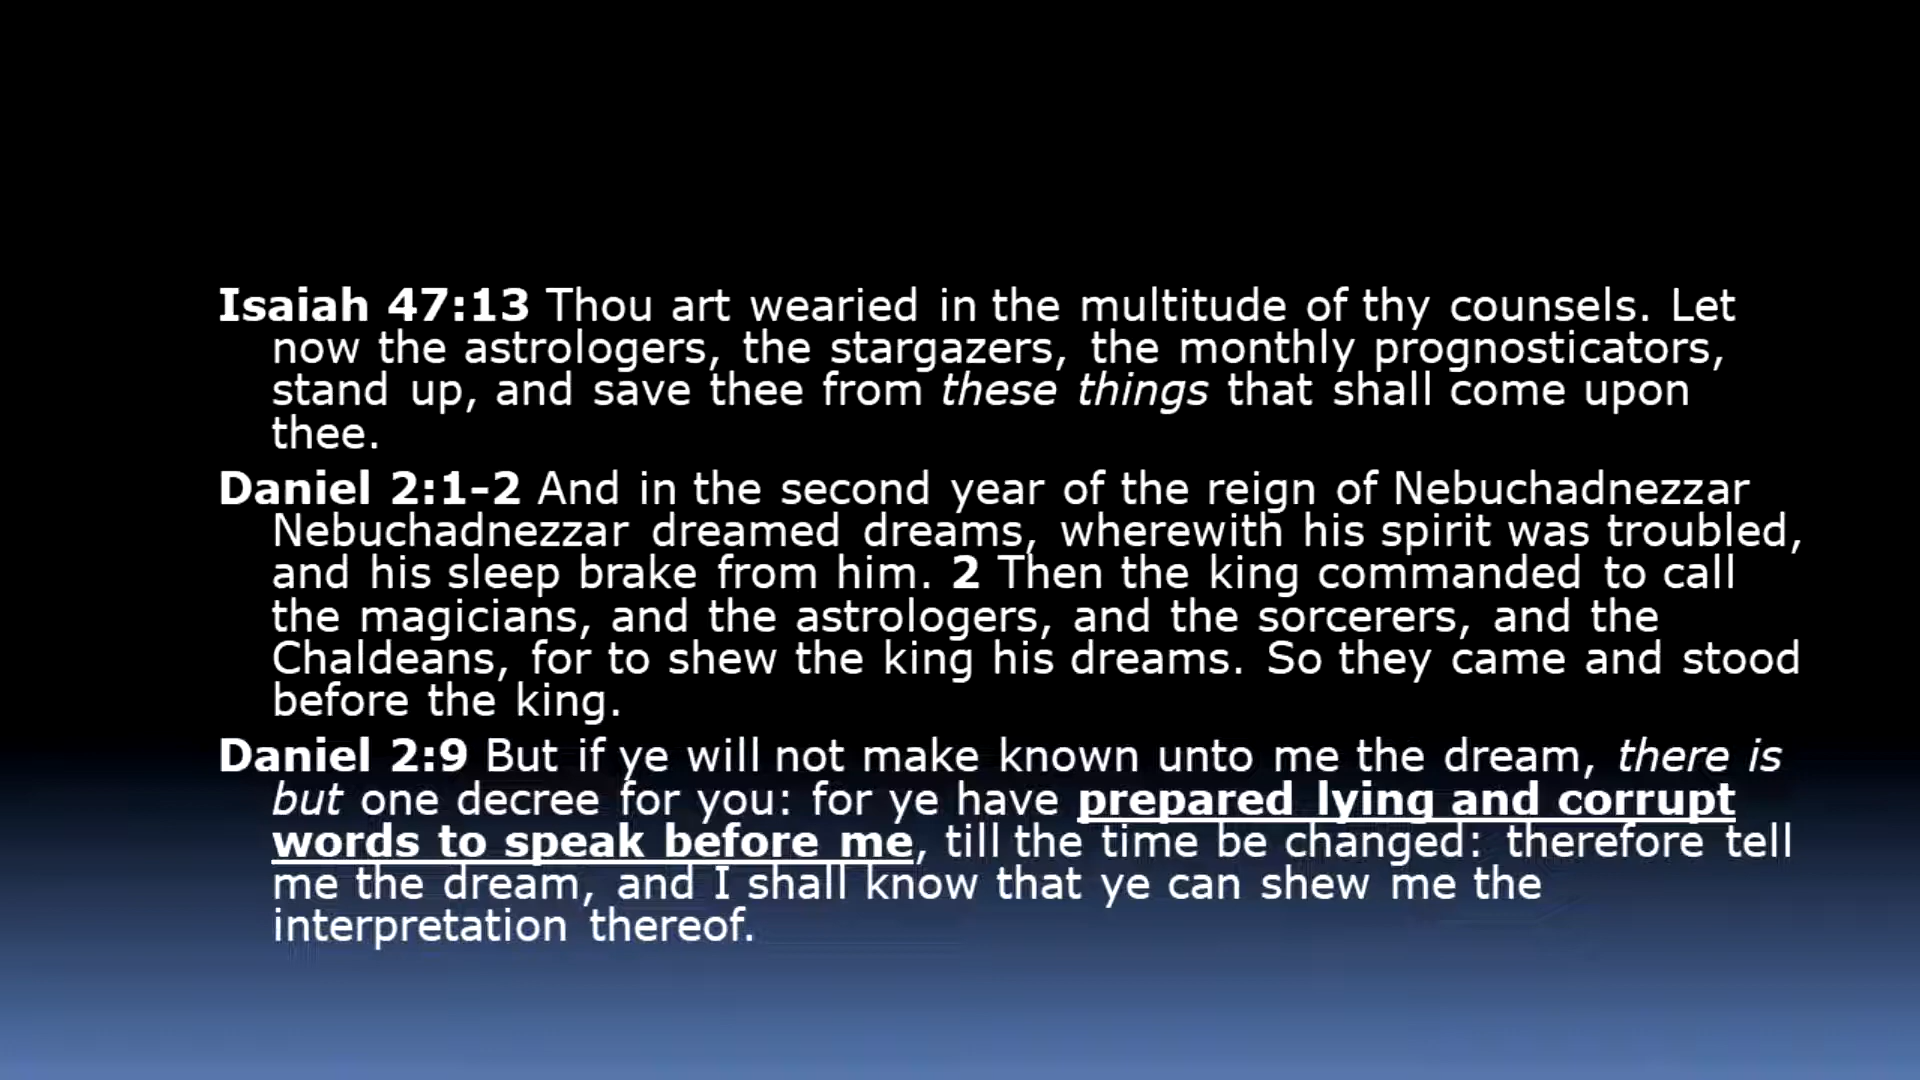 Isaiah 47:13 Thou art wearied in the multitude of thy counsels. Let
now the astrologers, the stargazers, the monthly prognosticators,
stand up, and save thee from these things that shall come upon
thee.
Daniel 2:1-2 And in the second year of the reign of Nebuchadnezzar
Nebuchadnezzar dreamed dreams, wherewith his spirit was troubled,
and his sleep brake from him. 2 Then the king commanded to call
the magicians, and the astrologers, and the sorcerers, and the
Chaldeans, for to shew the king his dreams. So they came and stood
before the king.
Daniel 2:9 But if ye will not make known unto me the dream, there is
but one decree for you: for ye have prepared lying and corrupt
words to speak before me, till the time be changed: therefore tell
me the dream, and I shall know that ye can shew me the
interpretation thereof.